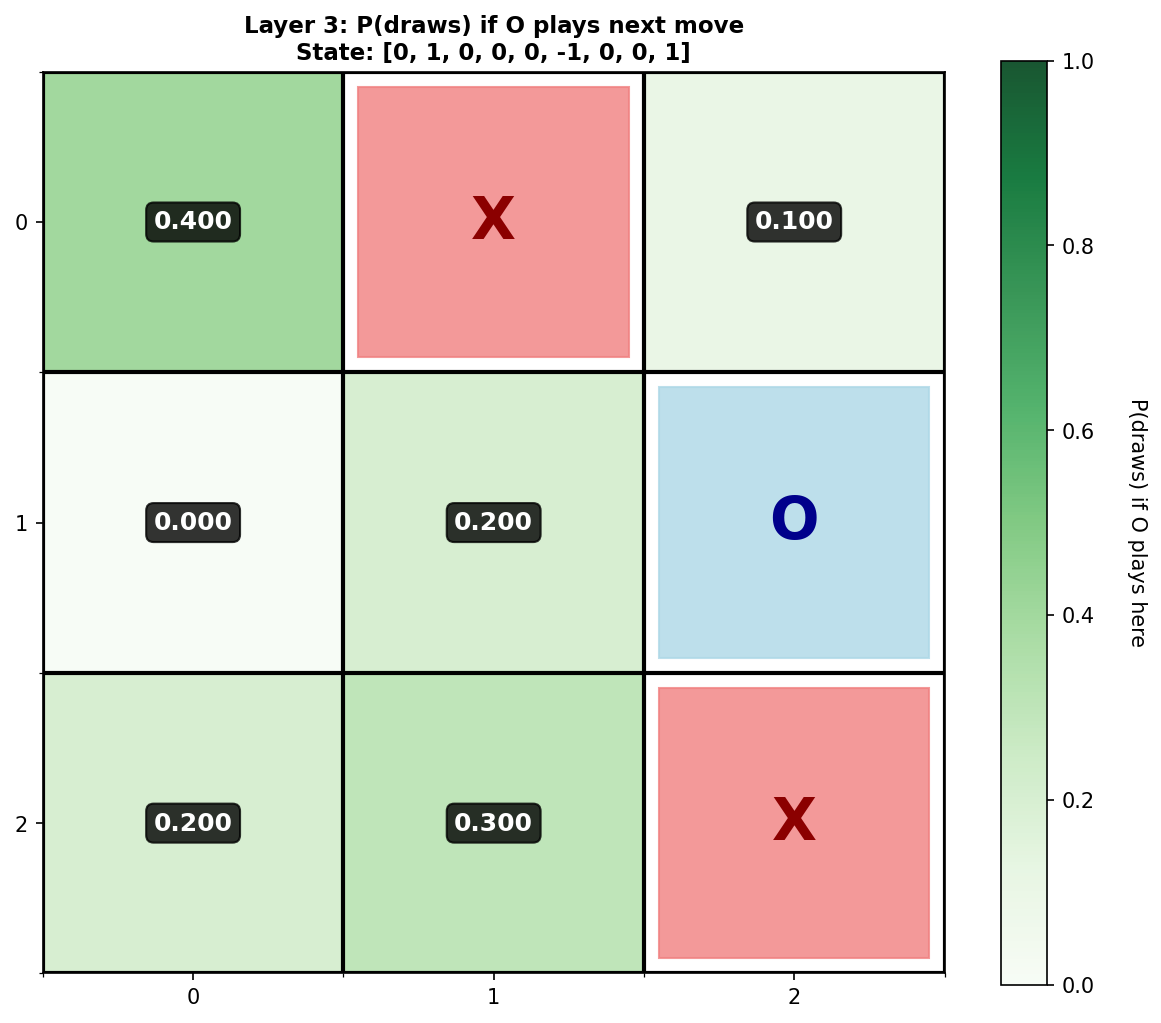 Layer 3: P(draws) if O plays next move
State: [0, 1, 0, 0, 0, -1, 0, 0, 1]
0.400 X 0.100
0.000 0.200 O
0.200 0.300 X
0
1
2
0 1 2
1.0
0.8
0.6
0.4
0.2
0.0
P(draws) if O plays here